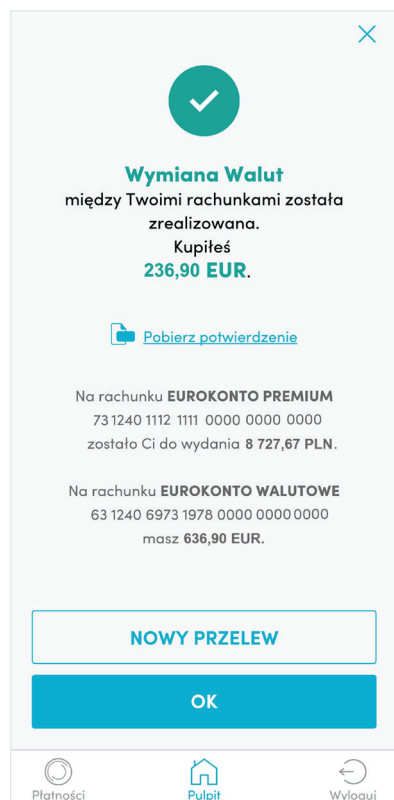 Wymiana Walut
między Twoimi rachunkami została
zrealizowana.
Kupiłeś
236,90 EUR.
Pobierz potwierdzenie
Na rachunku EUROKONTO PREMIUM
73 1240 1112 1111 0000 0000 0000
zostało Ci do wydania 8 727,67 PLN.
Na rachunku EUROKONTO WALUTOWE
63 1240 6973 1978 0000 0000 0000
masz 636,90 EUR.
NOWY PRZELEW
OK
Płatności
Pulpit
Wyloguj